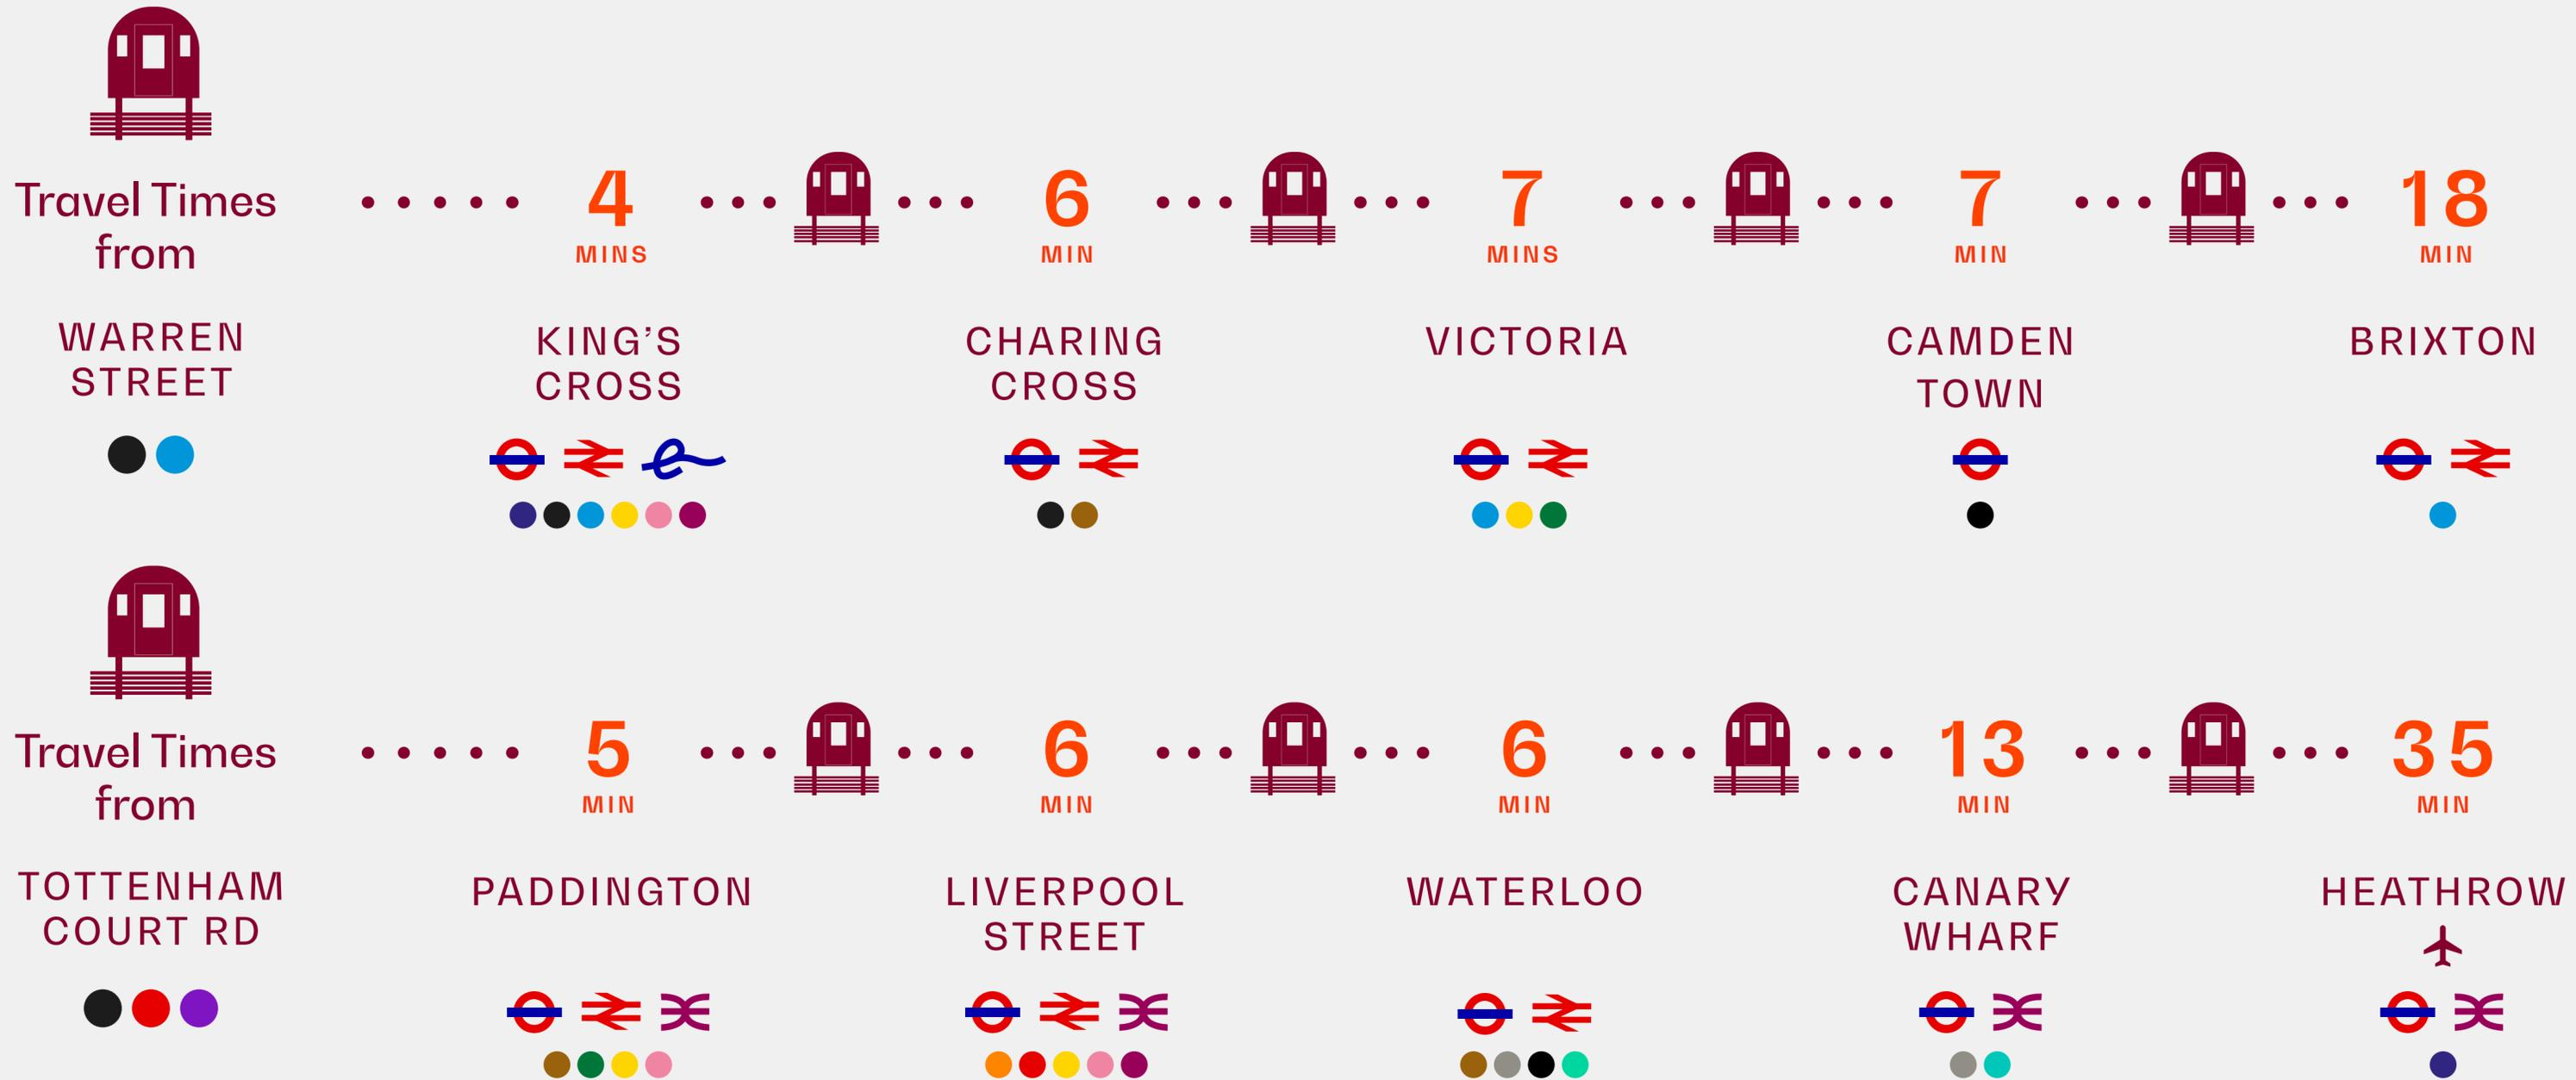 Travel Times
from
WARREN
STREET
4
MINS
KING'S
CROSS
6
MIN
CHARING
CROSS
7
MINS
VICTORIA
7
MIN
CAMDEN
TOWN
18
MIN
BRIXTON
Travel Times
from
TOTTENHAM
COURT RD
5
MIN
PADDINGTON
6
MIN
LIVERPOOL
STREET
6
MIN
WATERLOO
13
MIN
CANARY
WHARF
35
MIN
HEATHROW